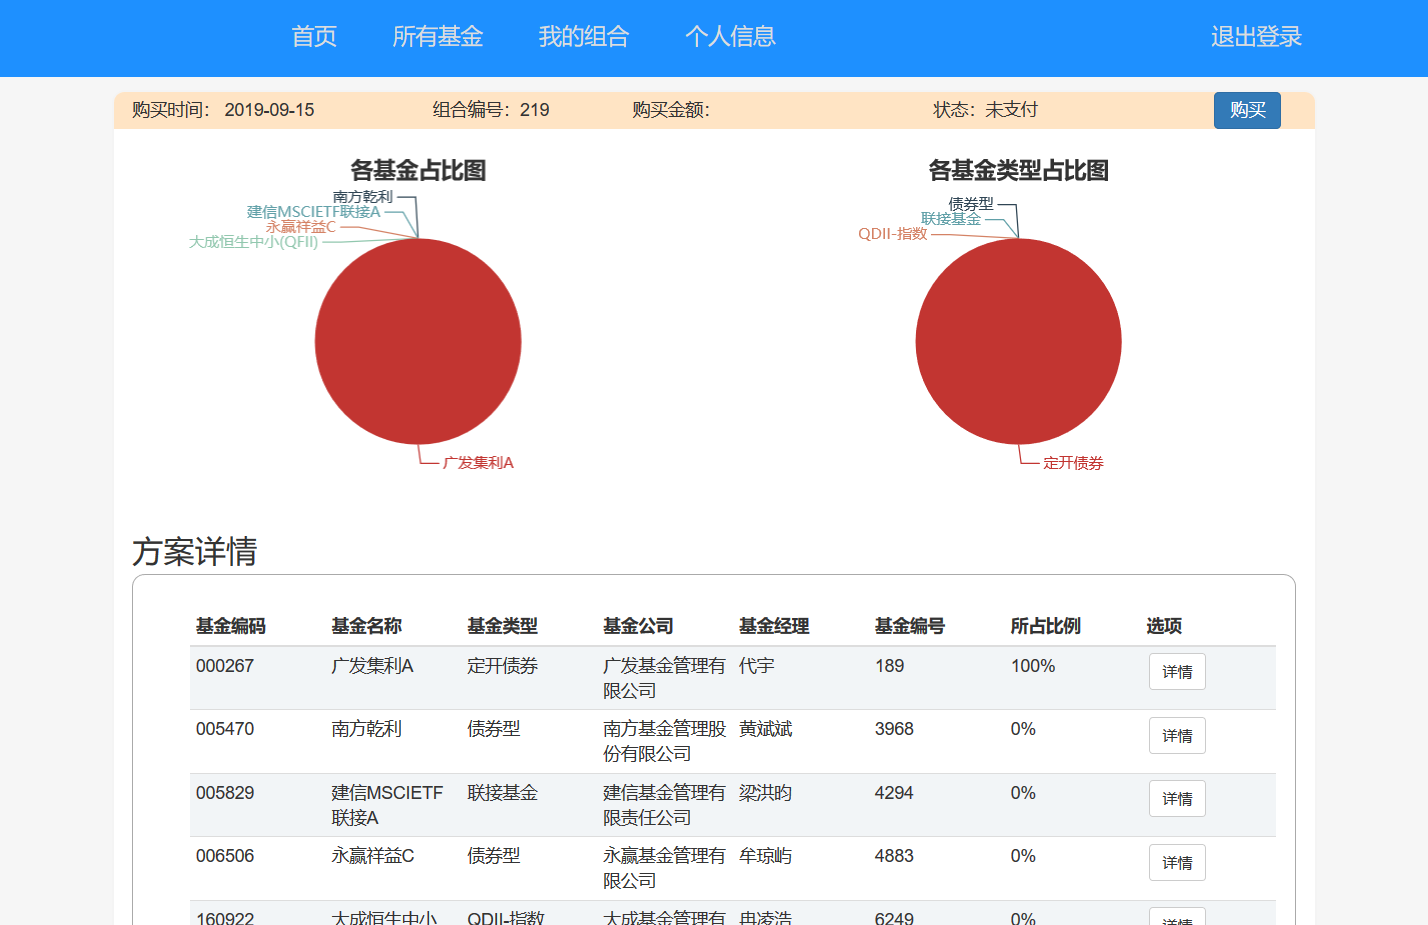 首页 所有基金 我的组合 个人信息 退出登录
购买时间： 2019-09-15 组合编号：219 购买金额： 状态：未支付 购买
各基金占比图
南方乾利
建信MSCIETF联接A
永赢祥益C
大成恒生中小(QFII)
广发集利A
各基金类型占比图
债券型
联接基金
QDII-指数
定开债券
方案详情
基金编码 基金名称 基金类型 基金公司 基金经理 基金编号 所占比例 选项
000267 广发集利A 定开债券 广发基金管理有 代宇 189 100% 详情
限公司
005470 南方乾利 债券型 南方基金管理股 黄斌斌 3968 0% 详情
份有限公司
005829 建信MSCIETF 联接基金 建信基金管理有 梁洪昀 4294 0% 详情
联接A 限责任公司
006506 永赢祥益C 债券型 永赢基金管理有 牟琼屿 4883 0% 详情
限公司
160922 大成恒生中小 QDII-指数 大成基金管理有 冉凌浩 6249 0% 详情